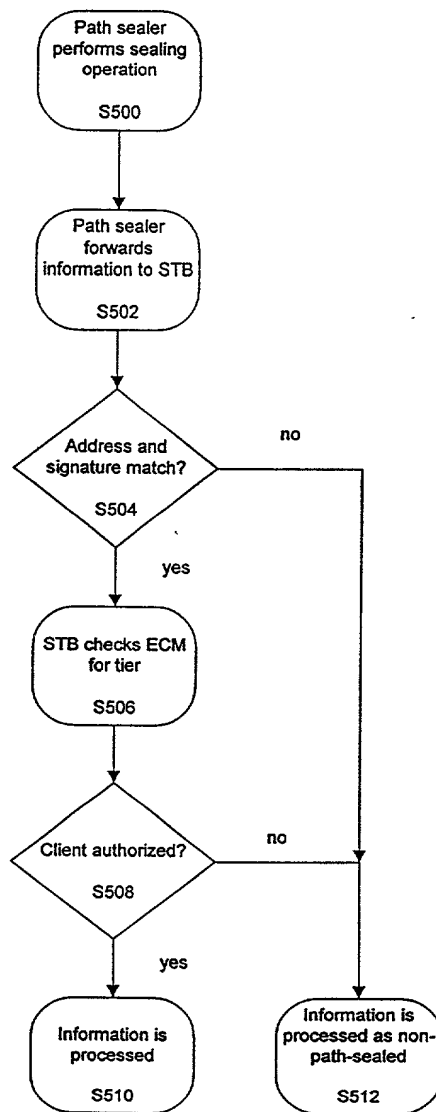 Path sealer
performs sealing
operation
S500
Path sealer
forwards
information to STB
S502
Address and
signature match?
S504
no
yes
STB checks ECM
for tier
S506
Client authorized?
S508
no
yes
Information is
processed
S510
Information is
processed as non-
path-sealed
S512